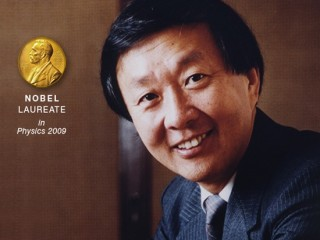 NOBEL
LAUREATE
in
Physics 2009